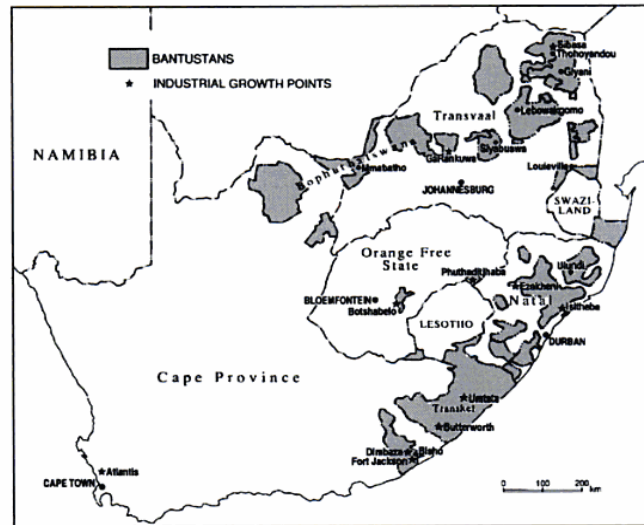 BANTUSTANS
INDUSTRIAL GROWTH POINTS
Sibasa
Thohoyandou
Giyani
Lebowakgomo
Transvaal
NAMIBIA
Siyabuswa
GaRankuwa
Bophuthatswana
Mmabatho
Louieville
JOHANNESBURG
SWAZI-
LAND
Orange Free
State
Phuthaditjhaba
Ulundi
Ezakheni
Natal
BLOEMFONTEIN
Botshabelo
Isithebe
LESOTHO
DURBAN
Cape Province
Umtata
Transkei
Butterworth
Dimbaza
Bisho
Fort Jackson
Atlantis
CAPE TOWN
0 100 200
km